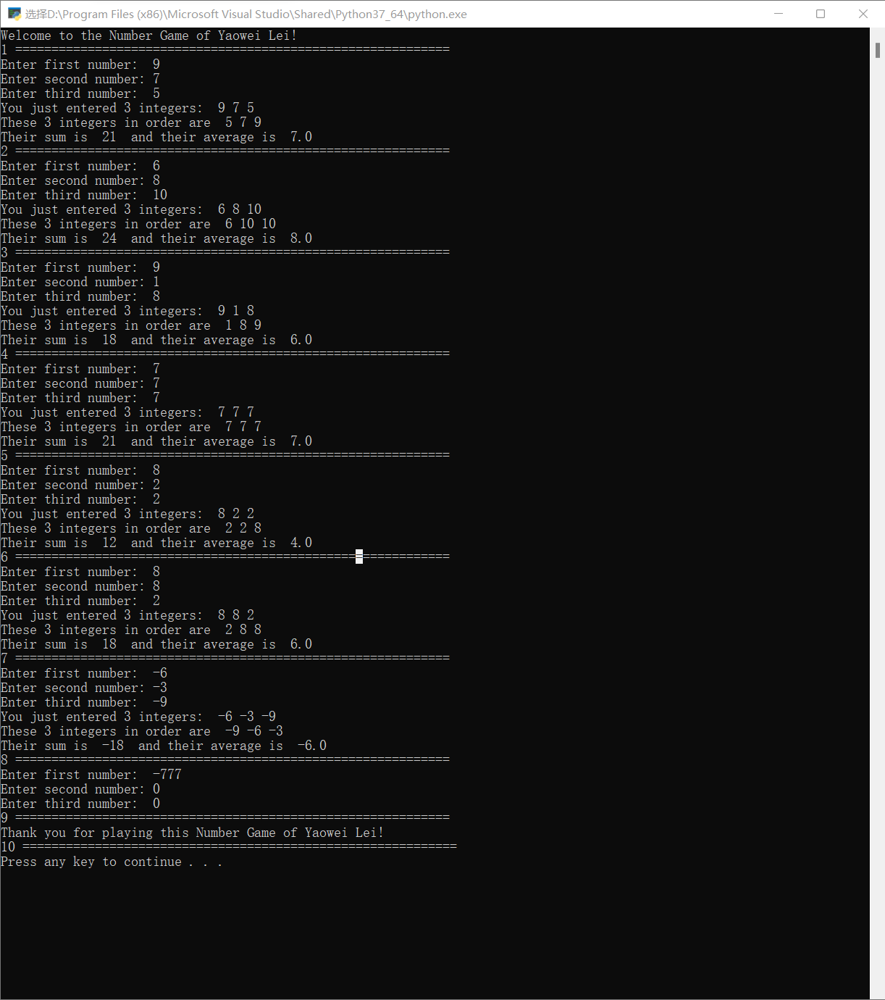 选择D:\Program Files (x86)\Microsoft Visual Studio\Shared\Python37_64\python.exe
Welcome to the Number Game of Yaowei Lei!
1 ============================================================
Enter first number:  9
Enter second number: 7
Enter third number:  5
You just entered 3 integers:  9 7 5
These 3 integers in order are  5 7 9
Their sum is  21  and their average is  7.0
2 ============================================================
Enter first number:  6
Enter second number: 8
Enter third number:  10
You just entered 3 integers:  6 8 10
These 3 integers in order are  6 10 10
Their sum is  24  and their average is  8.0
3 ============================================================
Enter first number:  9
Enter second number: 1
Enter third number:  8
You just entered 3 integers:  9 1 8
These 3 integers in order are  1 8 9
Their sum is  18  and their average is  6.0
4 ============================================================
Enter first number:  7
Enter second number: 7
Enter third number:  7
You just entered 3 integers:  7 7 7
These 3 integers in order are  7 7 7
Their sum is  21  and their average is  7.0
5 ============================================================
Enter first number:  8
Enter second number: 2
Enter third number:  2
You just entered 3 integers:  8 2 2
These 3 integers in order are  2 2 8
Their sum is  12  and their average is  4.0
6 ============================================================
Enter first number:  8
Enter second number: 8
Enter third number:  2
You just entered 3 integers:  8 8 2
These 3 integers in order are  2 8 8
Their sum is  18  and their average is  6.0
7 ============================================================
Enter first number:  -6
Enter second number: -3
Enter third number:  -9
You just entered 3 integers:  -6 -3 -9
These 3 integers in order are  -9 -6 -3
Their sum is  -18  and their average is  -6.0
8 ============================================================
Enter first number:  -777
Enter second number: 0
Enter third number:  0
9 ============================================================
Thank you for playing this Number Game of Yaowei Lei!
10 ============================================================
Press any key to continue . . .